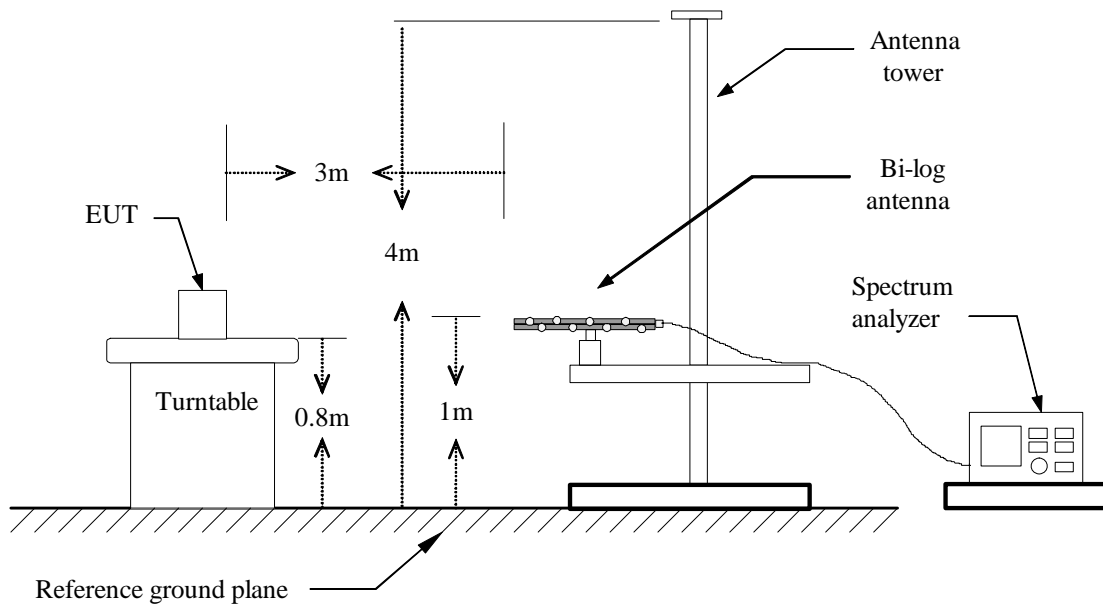 Antenna
tower
3m
Bi-log
antenna
EUT
4m
Spectrum
analyzer
Turntable
0.8m
1m
Reference ground plane